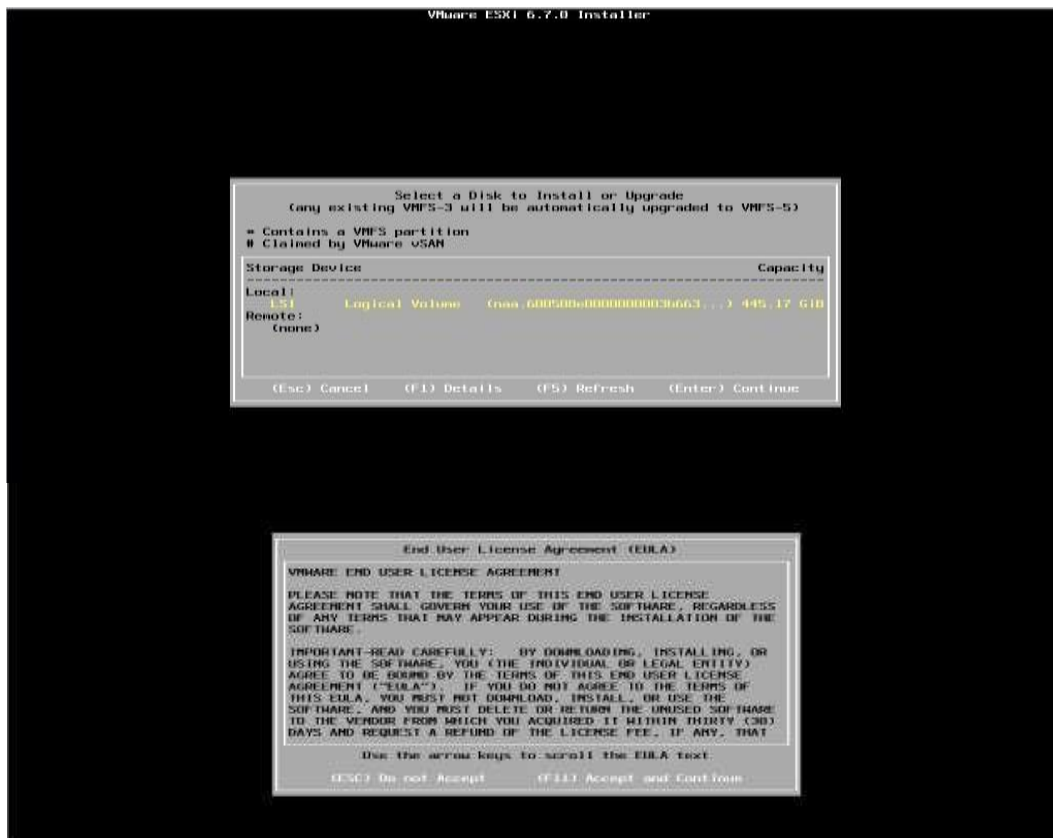 VMware ESXi 6.7.0 Installer
Select a Disk to Install or Upgrade
(any existing VMFS-3 will be automatically upgraded to VMFS-5)
* Contains a VMFS partition
# Claimed by VMware vSAN
Storage Device Capacity
Local:
LSI Logical Volume 445.17 GiB
Remote:
(none)
(Esc) Cancel (F1) Details (F5) Refresh (Enter) Continue
End User License Agreement (EULA)
VMWARE END USER LICENSE AGREEMENT
PLEASE NOTE THAT THE TERMS OF THIS END USER LICENSE
AGREEMENT SHALL GOVERN YOUR USE OF THE SOFTWARE, REGARDLESS
OF ANY TERMS THAT MAY APPEAR DURING THE INSTALLATION OF THE
SOFTWARE.
IMPORTANT-READ CAREFULLY: BY DOWNLOADING, INSTALLING, OR
USING THE SOFTWARE, YOU (THE INDIVIDUAL OR LEGAL ENTITY)
AGREE TO BE BOUND BY THE TERMS OF THIS END USER LICENSE
AGREEMENT ("EULA"). IF YOU DO NOT AGREE TO THE TERMS OF
THIS EULA, YOU MUST NOT DOWNLOAD, INSTALL, OR USE THE
SOFTWARE, AND YOU MUST DELETE OR RETURN THE UNUSED SOFTWARE
TO THE VENDOR FROM WHICH YOU ACQUIRED IT WITHIN THIRTY (30)
DAYS AND REQUEST A REFUND OF THE LICENSE FEE, IF ANY, THAT
Use the arrow keys to scroll the EULA text
(ESC) Do not Accept (F11) Accept and Continue